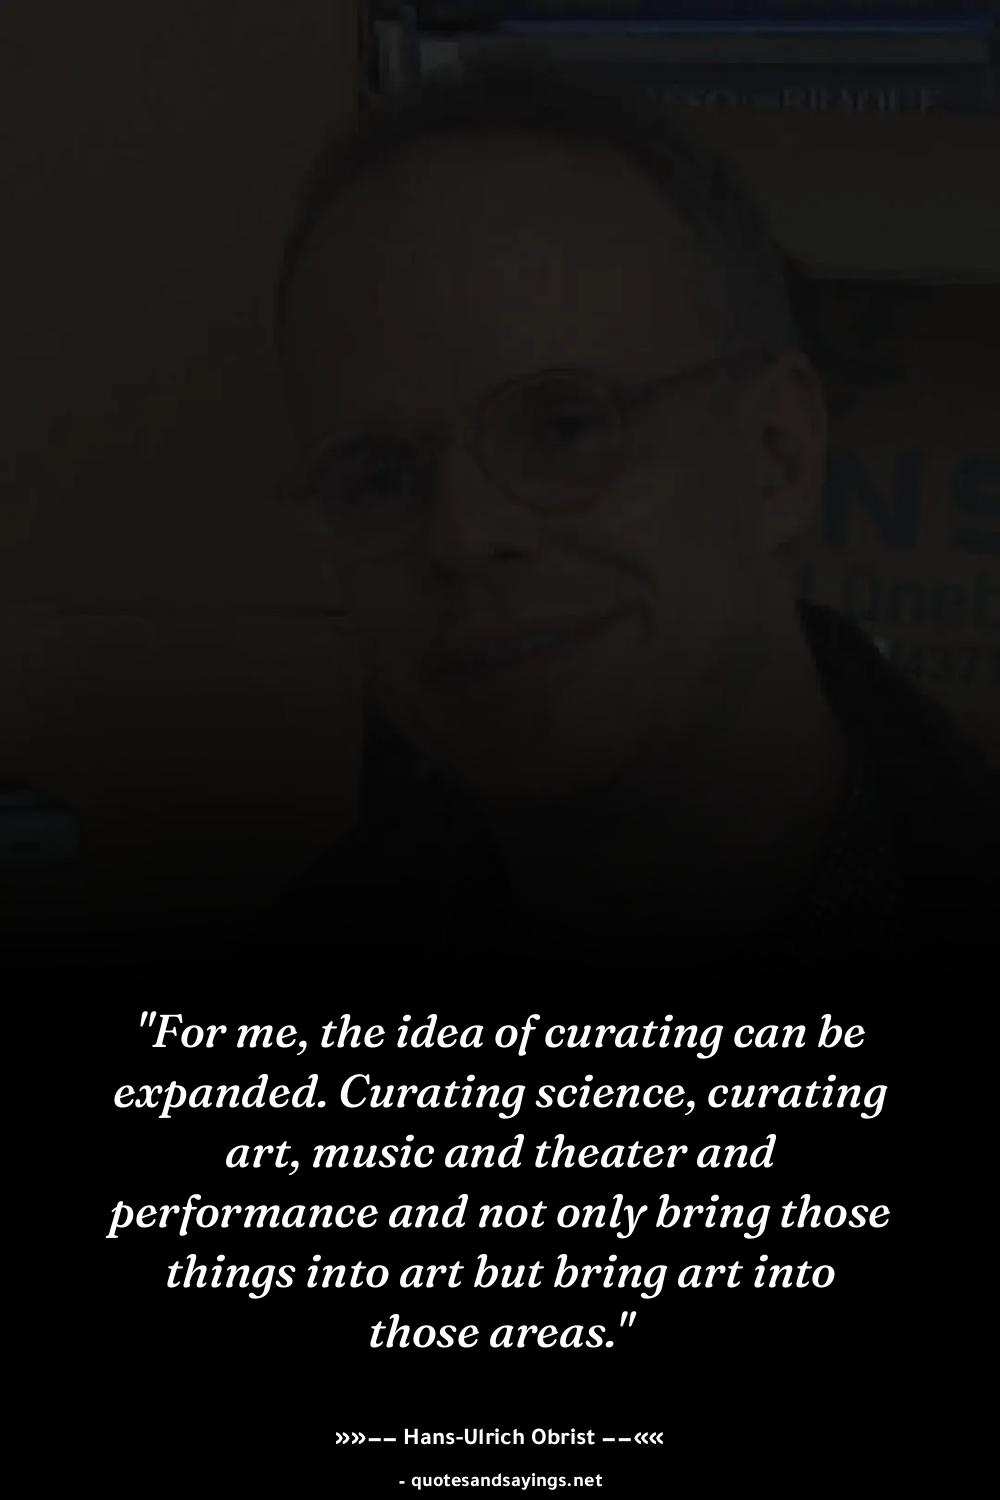 "For me, the idea of curating can be
expanded. Curating science, curating
art, music and theater and
performance and not only bring those
things into art but bring art into
those areas."
»»–– Hans-Ulrich Obrist ––««
- quotesandsayings.net